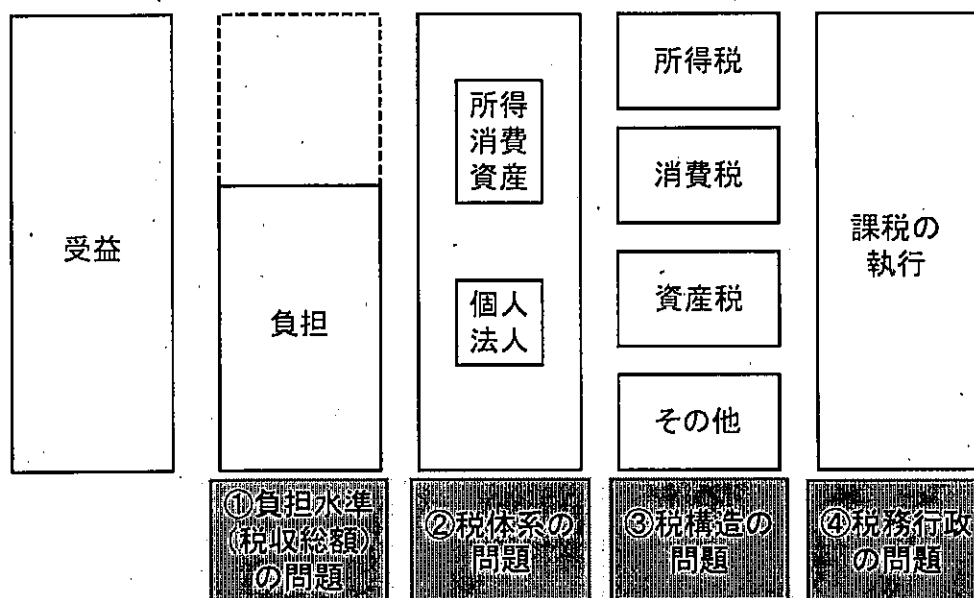 受益
負担
所得
消費
資産
個人
法人
所得税
消費税
資産税
その他
課税の
執行
①負担水準
(税収総額)
の問題
②税体系の
問題
③税構造の
問題
④税務行政
の問題